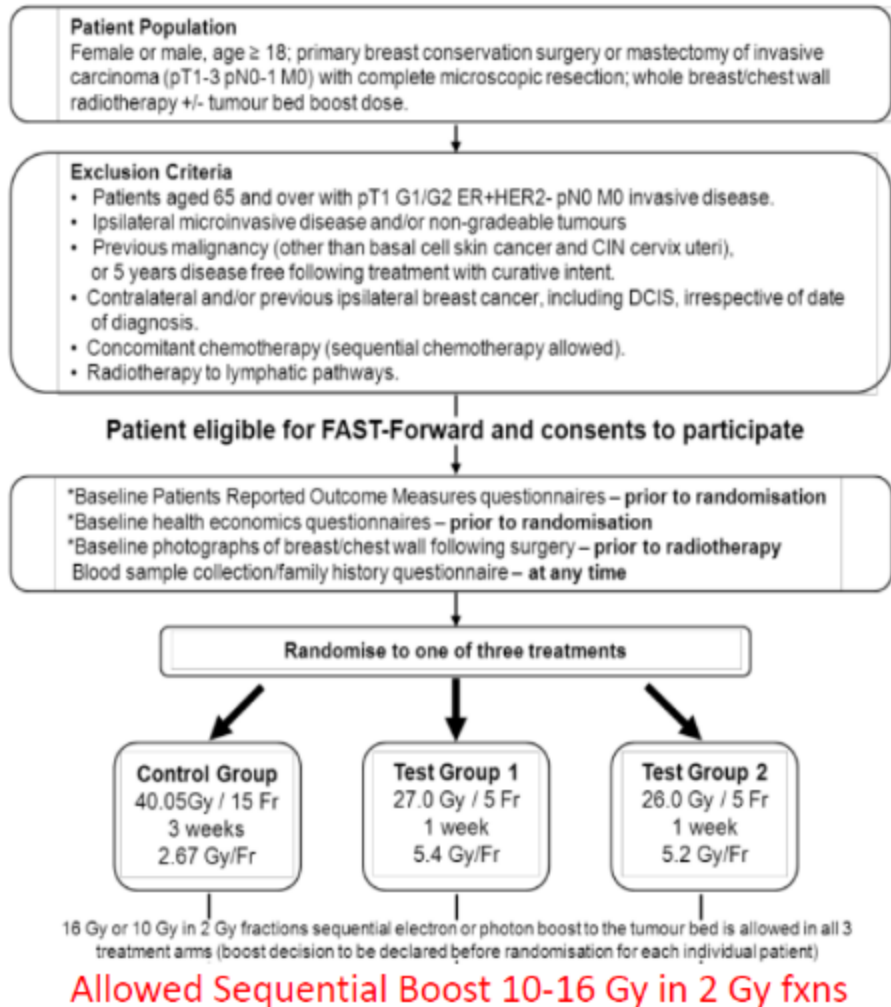 Patient Population
Female or male, age ≥ 18; primary breast conservation surgery or mastectomy of invasive
carcinoma (pT1-3 pN0-1 M0) with complete microscopic resection; whole breast/chest wall
radiotherapy +/- tumour bed boost dose.
Exclusion Criteria
• Patients aged 65 and over with pT1 G1/G2 ER+HER2- pN0 M0 invasive disease.
• Ipsilateral microinvasive disease and/or non-gradeable tumours
• Previous malignancy (other than basal cell skin cancer and CIN cervix uteri),
or 5 years disease free following treatment with curative intent.
• Contralateral and/or previous ipsilateral breast cancer, including DCIS, irrespective of date
of diagnosis.
• Concomitant chemotherapy (sequential chemotherapy allowed).
• Radiotherapy to lymphatic pathways.
Patient eligible for FAST-Forward and consents to participate
*Baseline Patients Reported Outcome Measures questionnaires – prior to randomisation
*Baseline health economics questionnaires – prior to randomisation
*Baseline photographs of breast/chest wall following surgery – prior to radiotherapy
Blood sample collection/family history questionnaire – at any time
Randomise to one of three treatments
Control Group
40.05Gy / 15 Fr
3 weeks
2.67 Gy/Fr
Test Group 1
27.0 Gy / 5 Fr
1 week
5.4 Gy/Fr
Test Group 2
26.0 Gy / 5 Fr
1 week
5.2 Gy/Fr
16 Gy or 10 Gy in 2 Gy fractions sequential electron or photon boost to the tumour bed is allowed in all 3
treatment arms (boost decision to be declared before randomisation for each individual patient)
Allowed Sequential Boost 10-16 Gy in 2 Gy fxns